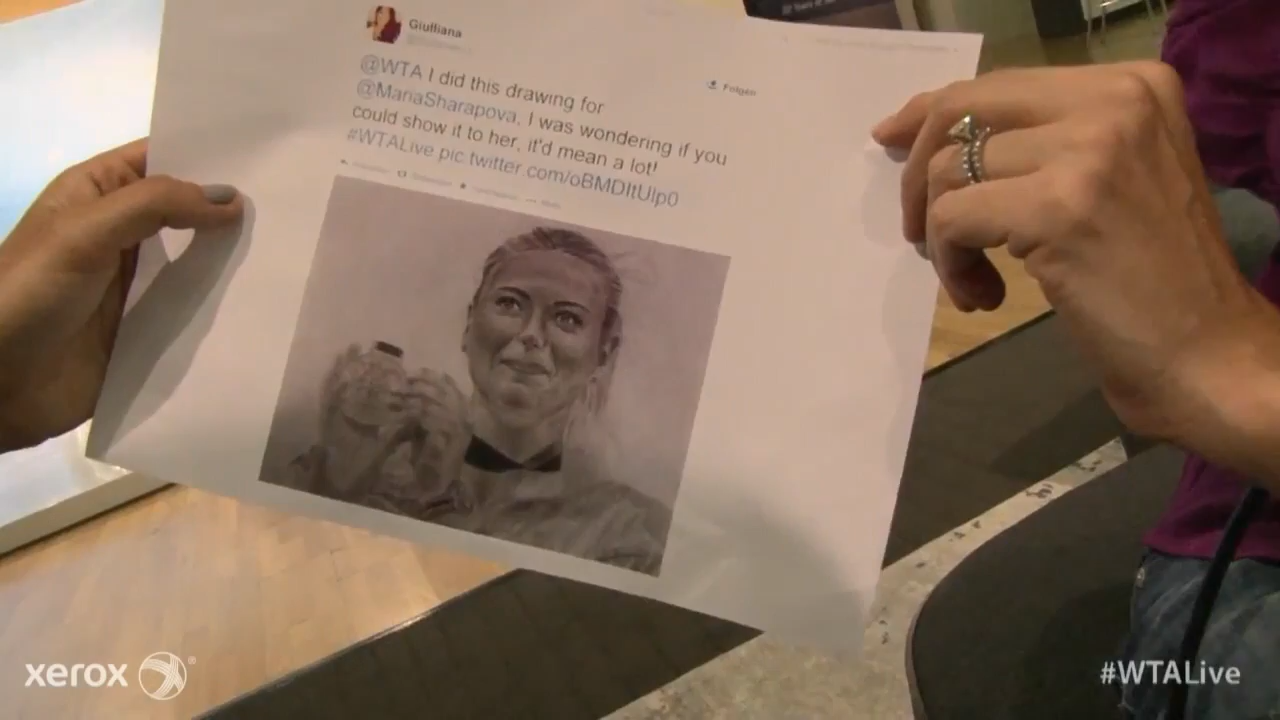 Giulliana
@WTA I did this drawing for
@MariaSharapova, I was wondering if you
could show it to her, it'd mean a lot!
#WTALive pic.twitter.com/oBMDItUlp0
Folgen
xerox
#WTALive